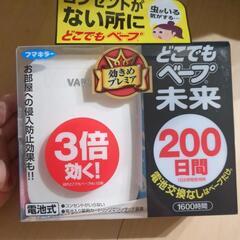 コンセントが
ない所に
どこでもベープ
虫がいる
気がする…
フマキラー
お部屋への侵入防止効果も!!
VAPE
効きめ
プレミア
3倍
効く!
電池式
どこでも
ベープ
未来
200
日間
電池交換なしはベープだけ。
1600時間